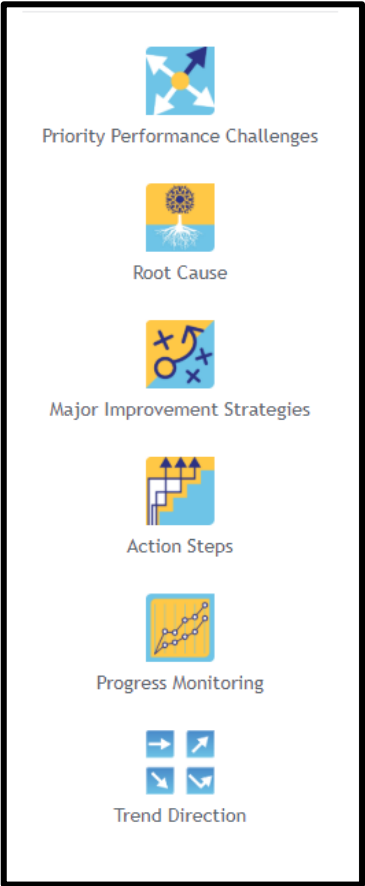 Priority Performance Challenges
Root Cause
Major Improvement Strategies
Action Steps
Progress Monitoring
Trend Direction